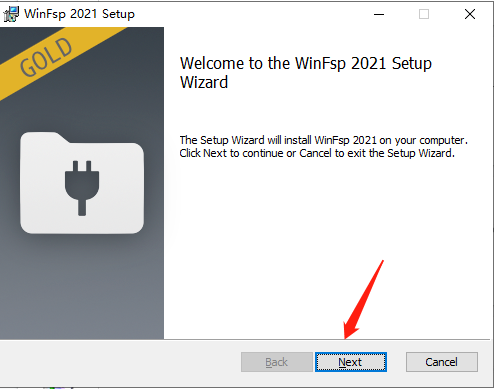 WinFsp 2021 Setup
GOLD
Welcome to the WinFsp 2021 Setup
Wizard
The Setup Wizard will install WinFsp 2021 on your computer.
Click Next to continue or Cancel to exit the Setup Wizard.
Back
Next
Cancel